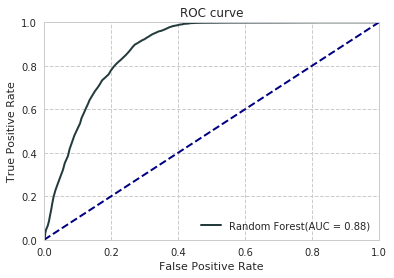 ROC curve
1.0
0.8
0.6
0.4
0.2
0.0
True Positive Rate
Random Forest(AUC = 0.88)
0.0 0.2 0.4 0.6 0.8 1.0
False Positive Rate